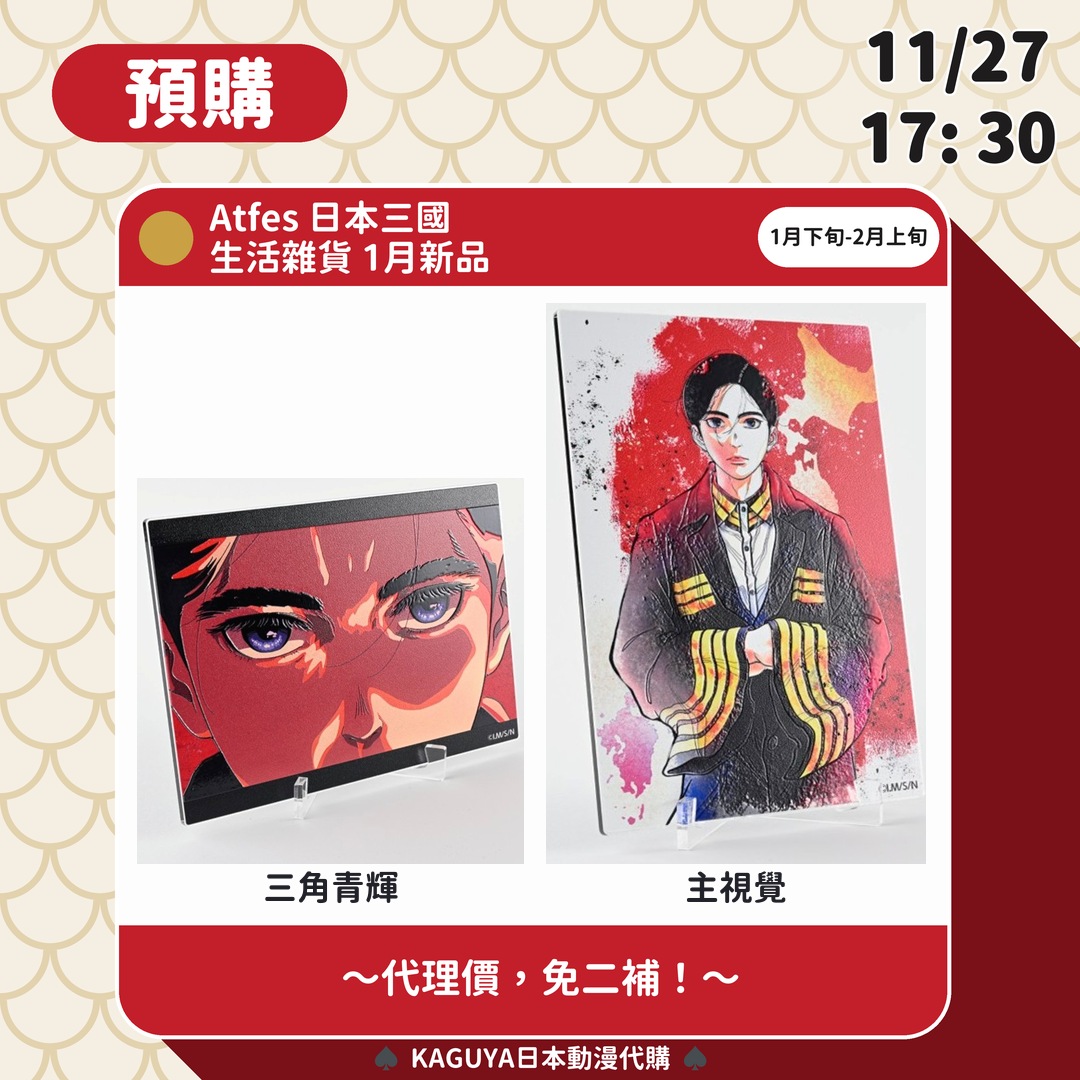 預購
11/27
17:30
Atfes 日本三國
生活雜貨 1月新品
1月下旬-2月上旬
©I,M/S/N
©I,M/S/N
三角青輝
主視覺
～代理價，免二補！～
♠ KAGUYA日本動漫代購 ♠